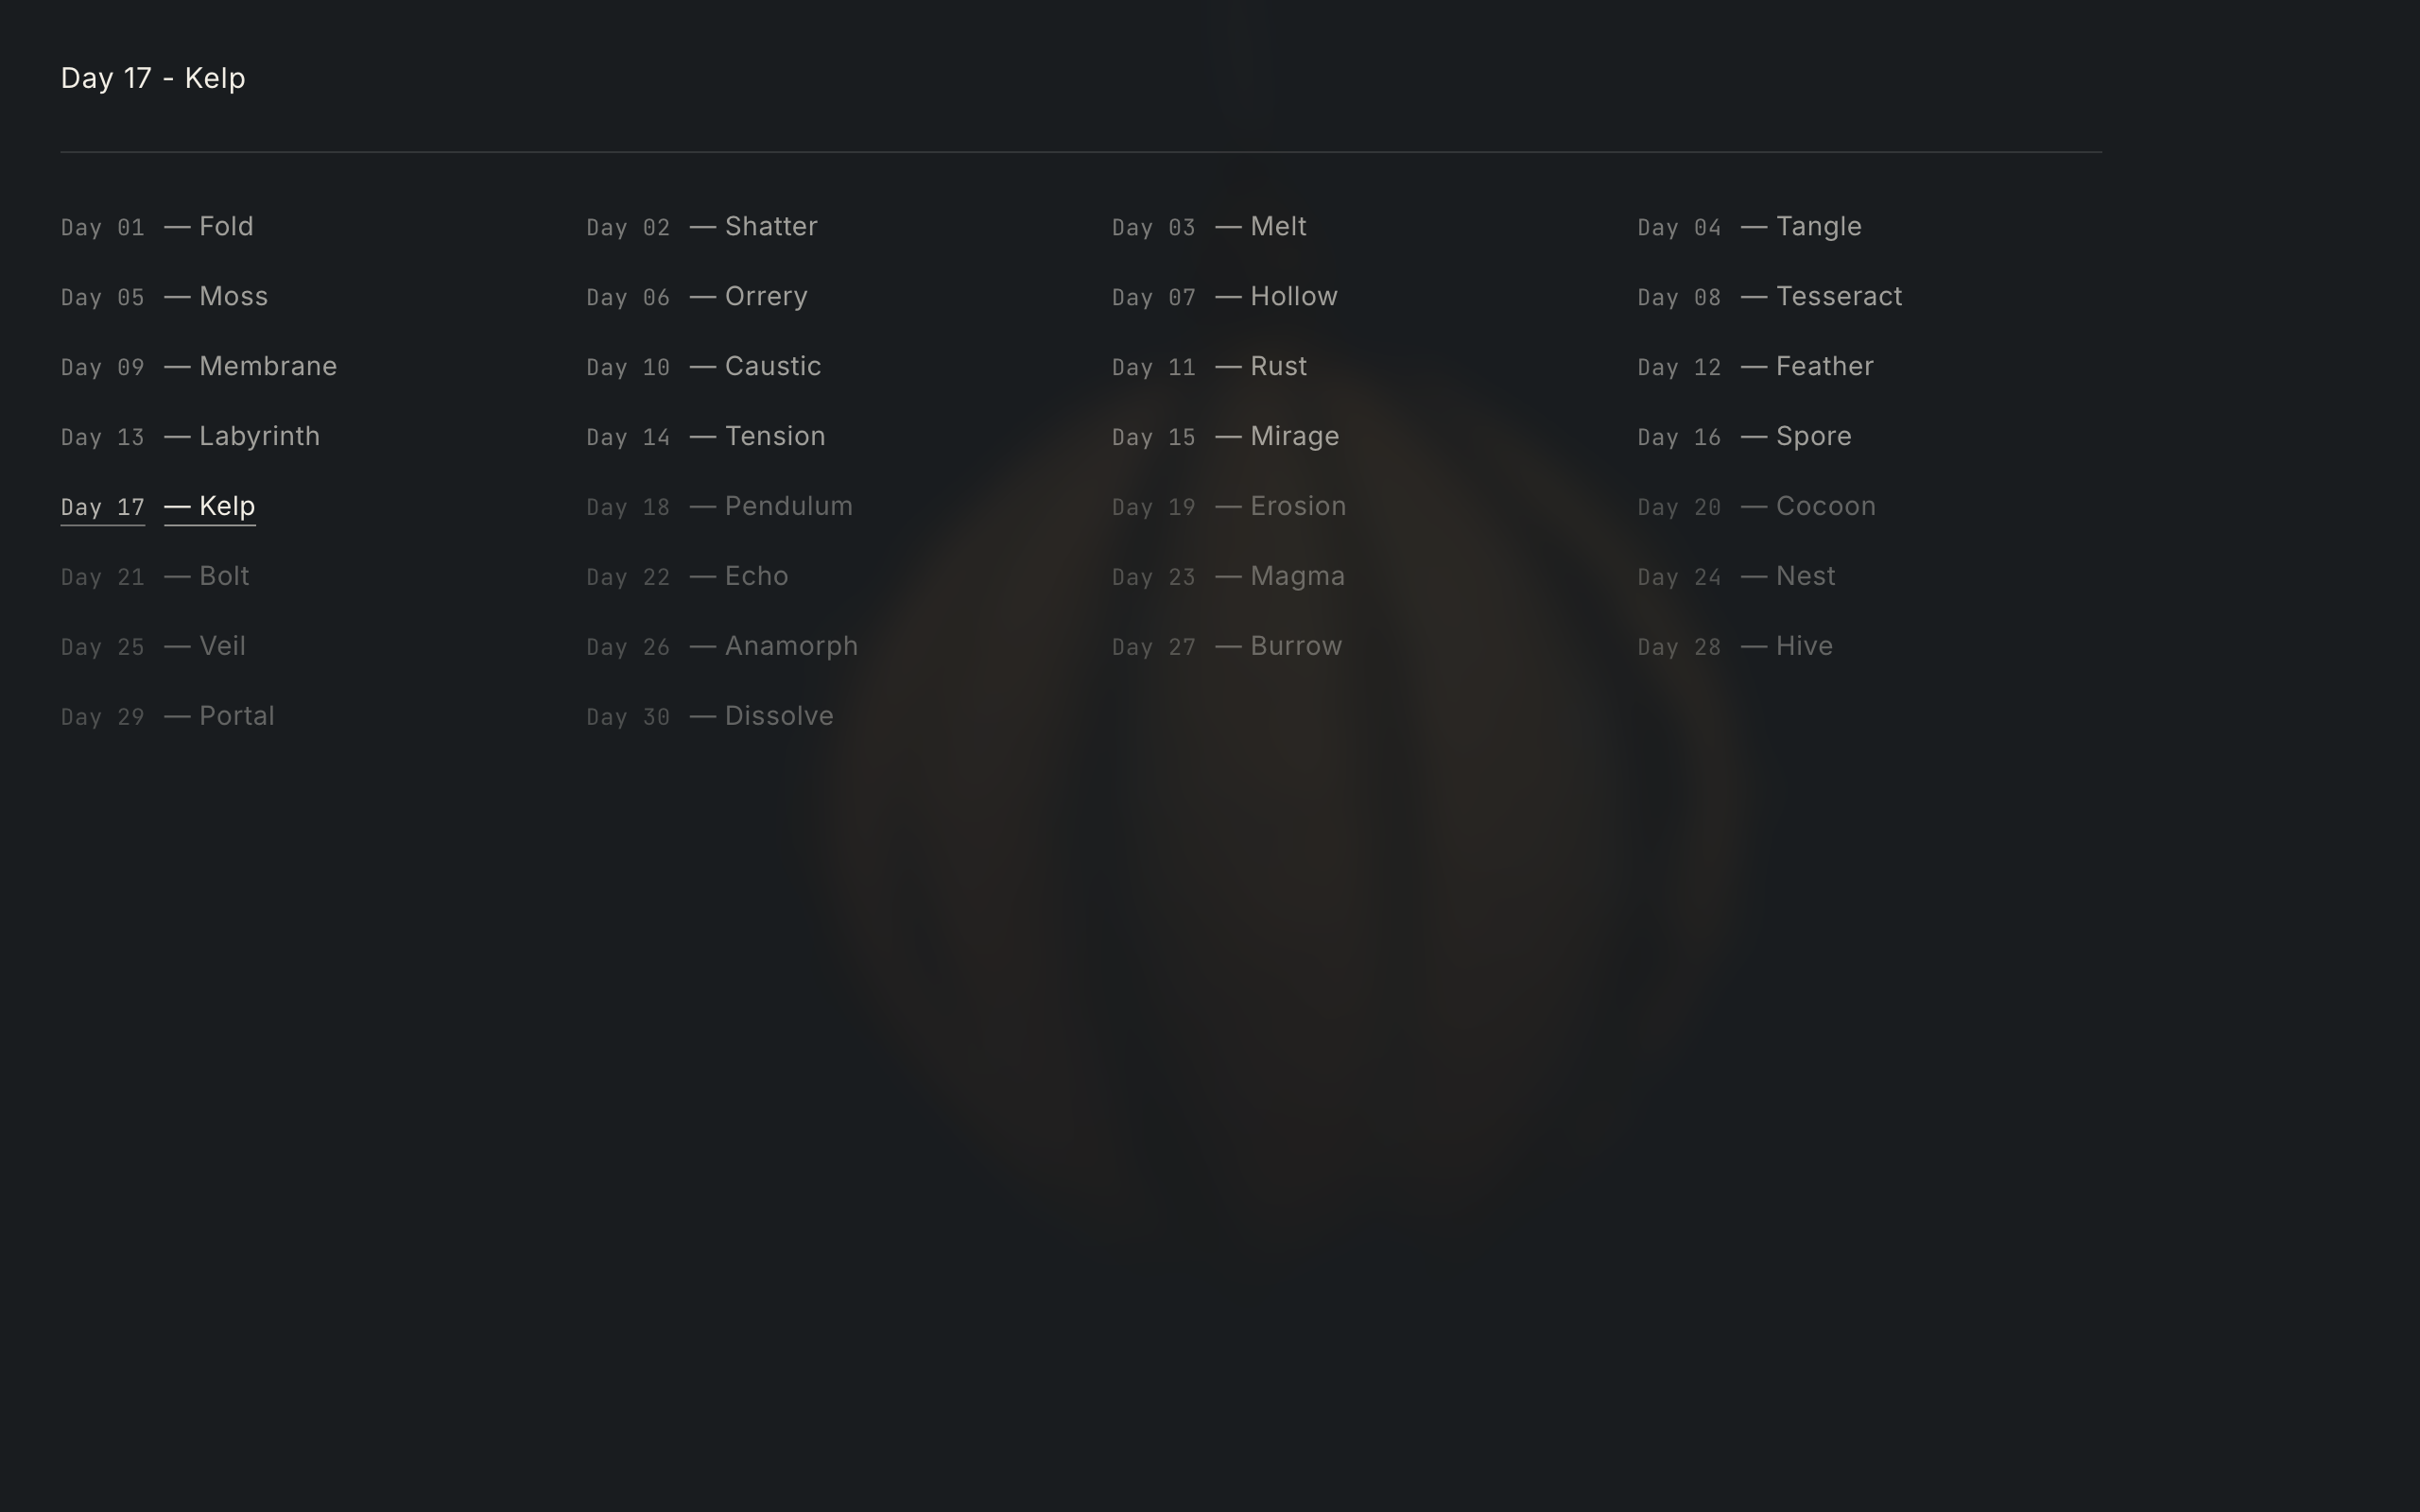 Day 17 - Kelp
Day 01 — Fold Day 02 — Shatter Day 03 — Melt Day 04 — Tangle
Day 05 — Moss Day 06 — Orrery Day 07 — Hollow Day 08 — Tesseract
Day 09 — Membrane Day 10 — Caustic Day 11 — Rust Day 12 — Feather
Day 13 — Labyrinth Day 14 — Tension Day 15 — Mirage Day 16 — Spore
Day 17 — Kelp Day 18 — Pendulum Day 19 — Erosion Day 20 — Cocoon
Day 21 — Bolt Day 22 — Echo Day 23 — Magma Day 24 — Nest
Day 25 — Veil Day 26 — Anamorph Day 27 — Burrow Day 28 — Hive
Day 29 — Portal Day 30 — Dissolve